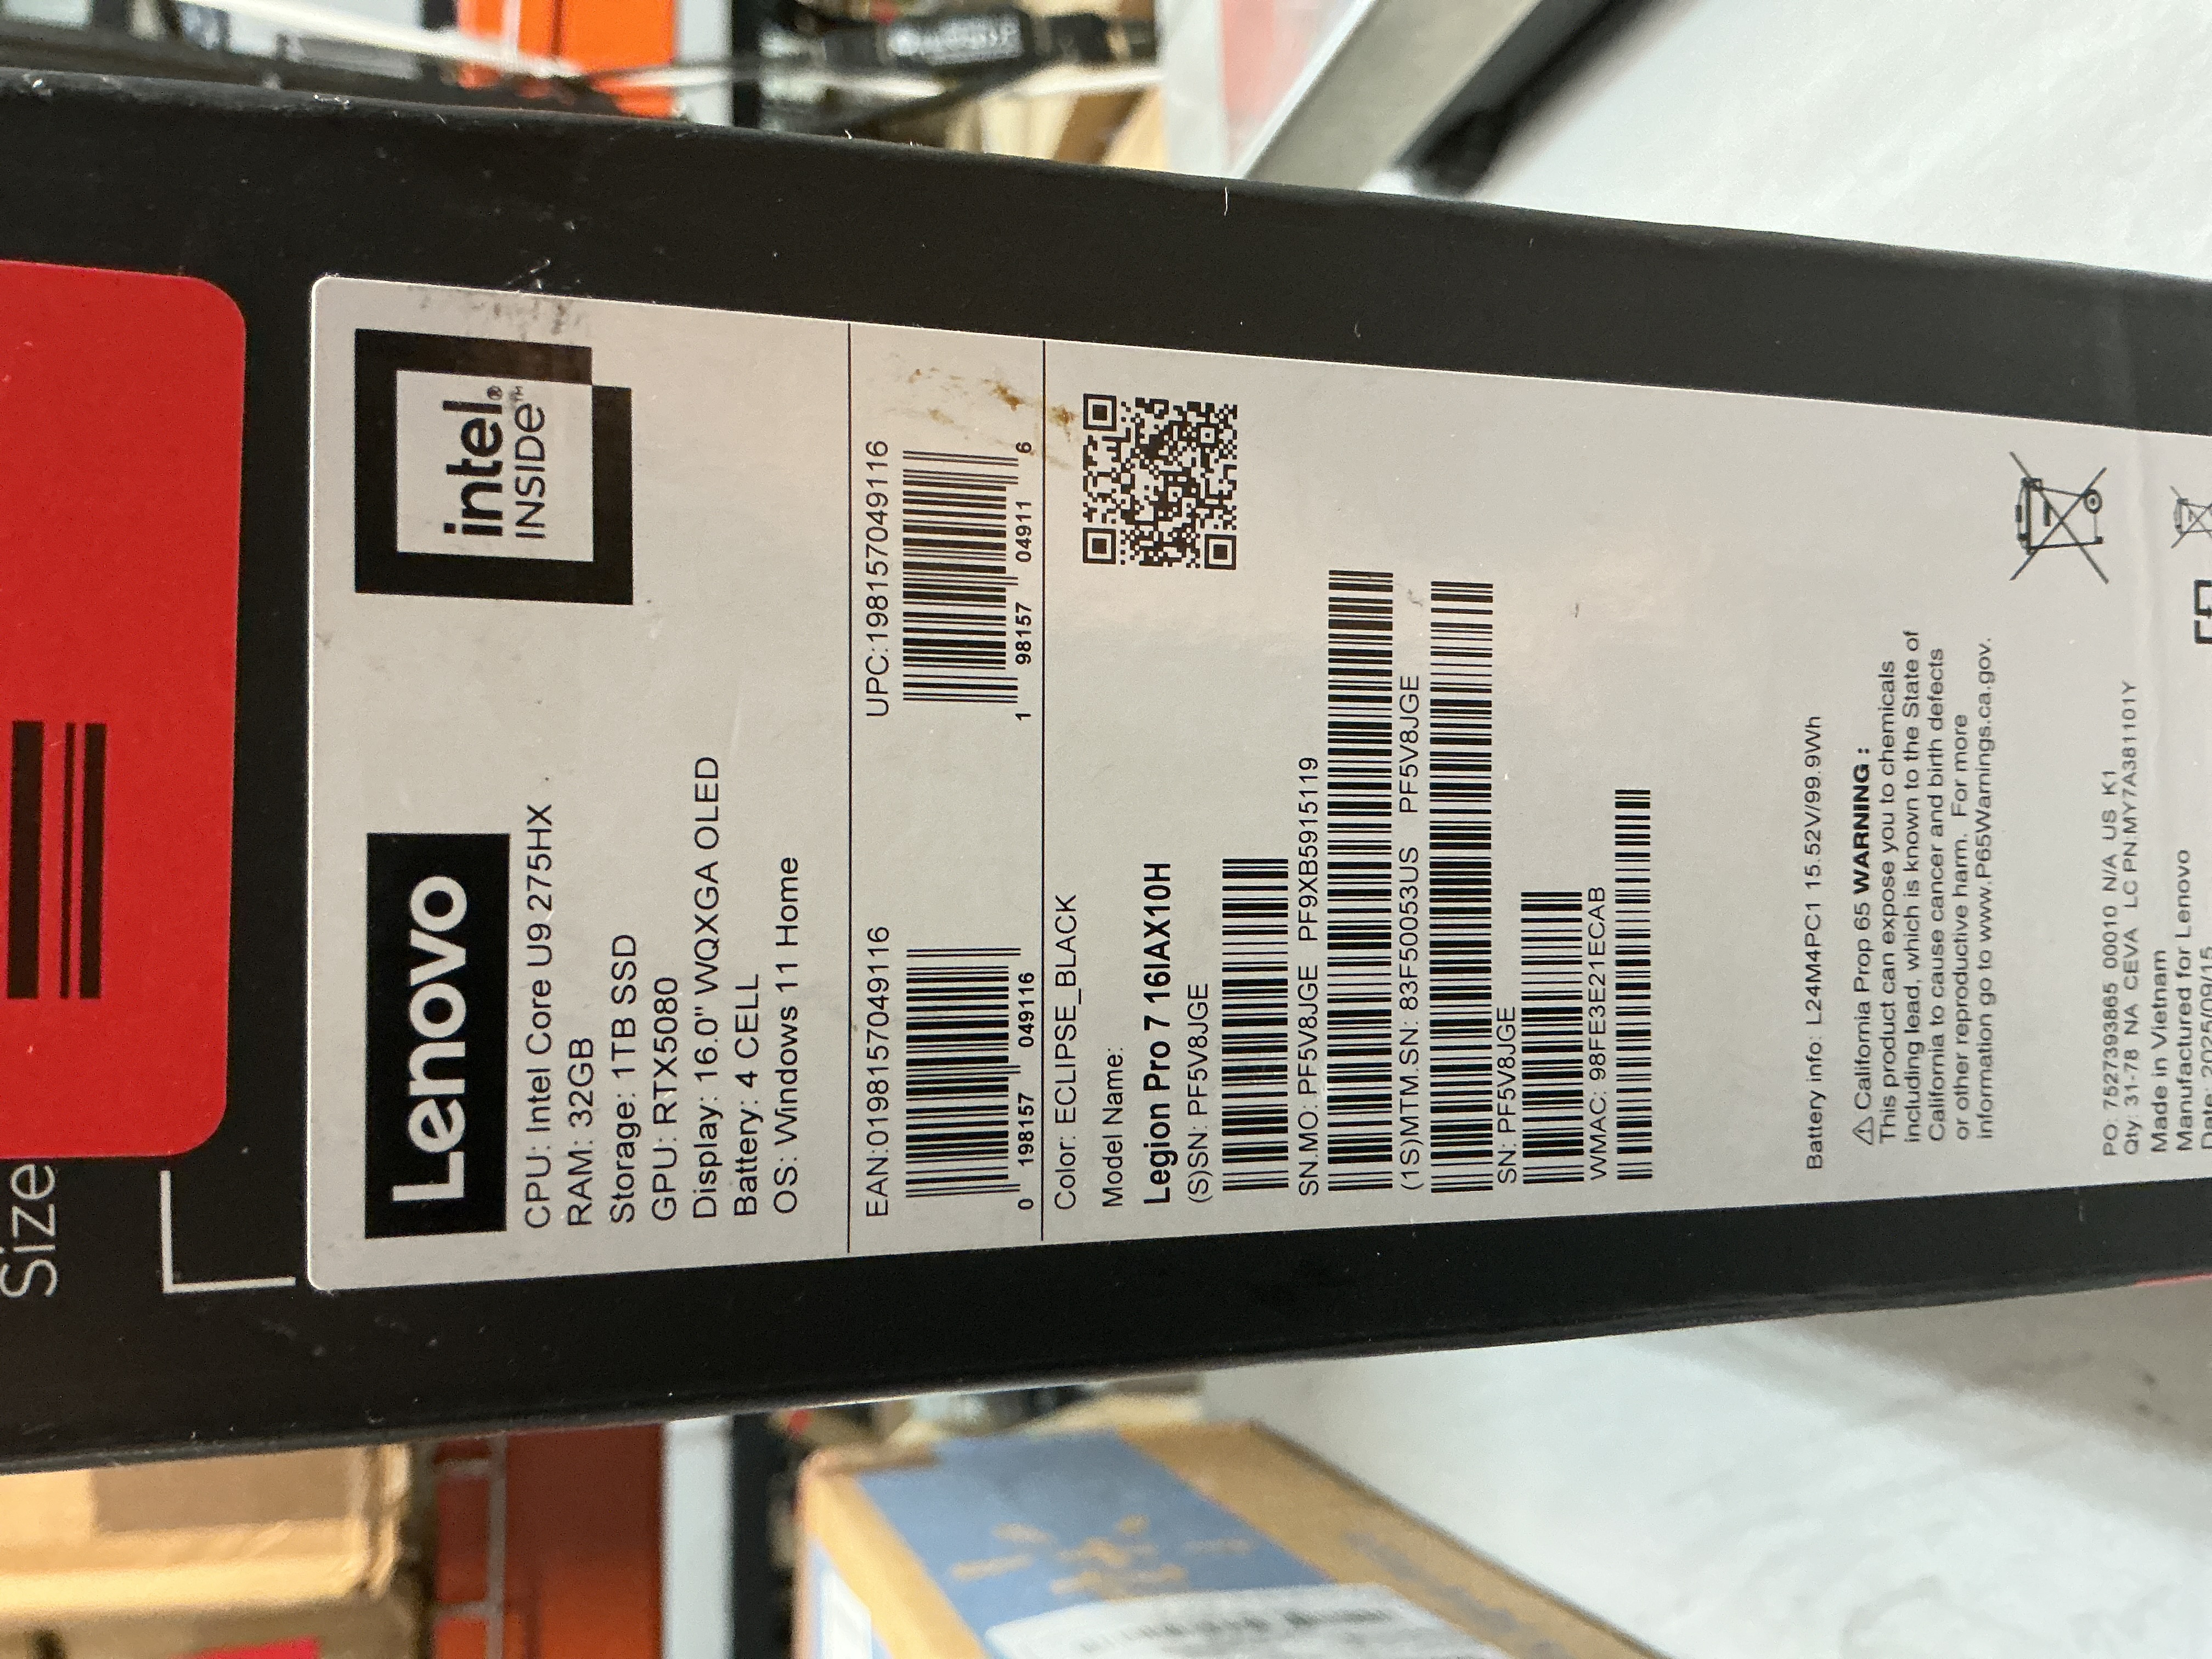 Size
Lenovo
intel®
INSIDE™
CPU: Intel Core U9 275HX
RAM: 32GB
Storage: 1TB SSD
GPU: RTX5080
Display: 16.0" WQXGA OLED
Battery: 4 CELL
OS: Windows 11 Home
EAN:0198157049116
0 198157 049116
UPC:198157049116
1 98157 04911 6
Color: ECLIPSE_BLACK
Model Name:
Legion Pro 7 16IAX10H
(S)SN: PF5V8JGE
SN.MO: PF5V8JGE PF9XB5915119
(1S)MTM.SN: 83F50053US PF5V8JGE
SN: PF5V8JGE
WMAC: 98FE3E21ECAB
Battery info: L24M4PC1 15.52V/99.9Wh
⚠California Prop 65 WARNING :
This product can expose you to chemicals
including lead, which is known to the State of
California to cause cancer and birth defects
or other reproductive harm. For more
information go to www.P65Warnings.ca.gov.
PO: 7527393865 00010 N/A US K1
Qty: 31-78 NA CEVA LC PN:MY7A381101Y
Made in Vietnam
Manufactured for Lenovo
Date: 2025/09/15